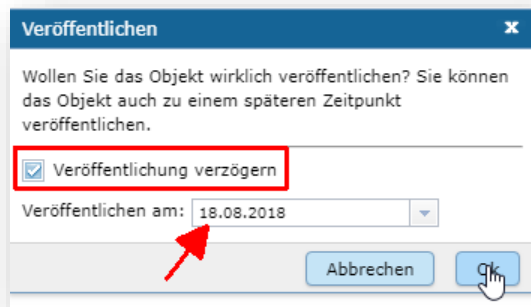 Veröffentlichen x
Wollen Sie das Objekt wirklich veröffentlichen? Sie können
das Objekt auch zu einem späteren Zeitpunkt
veröffentlichen.
Veröffentlichung verzögern
Veröffentlichen am: 18.08.2018
Abbrechen Ok